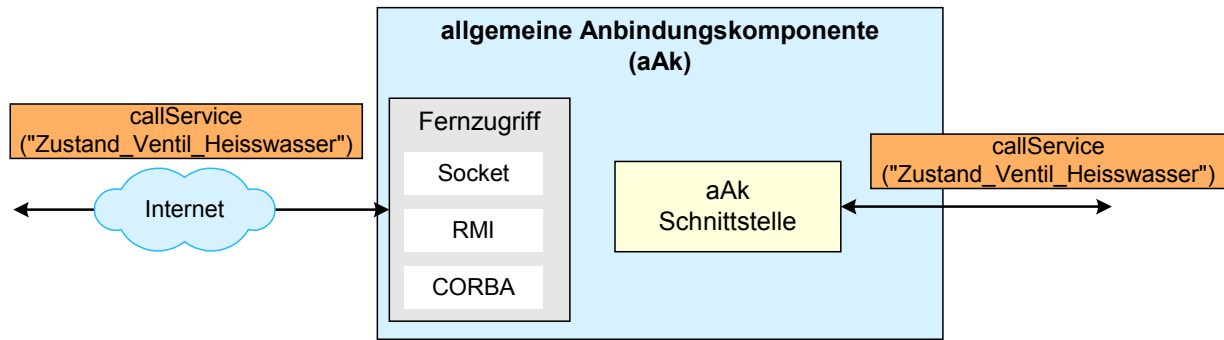 allgemeine Anbindungskomponente
(aAk)
callService
("Zustand_Ventil_Heisswasser")
Internet
Fernzugriff
Socket
RMI
CORBA
aAk
Schnittstelle
callService
("Zustand_Ventil_Heisswasser")